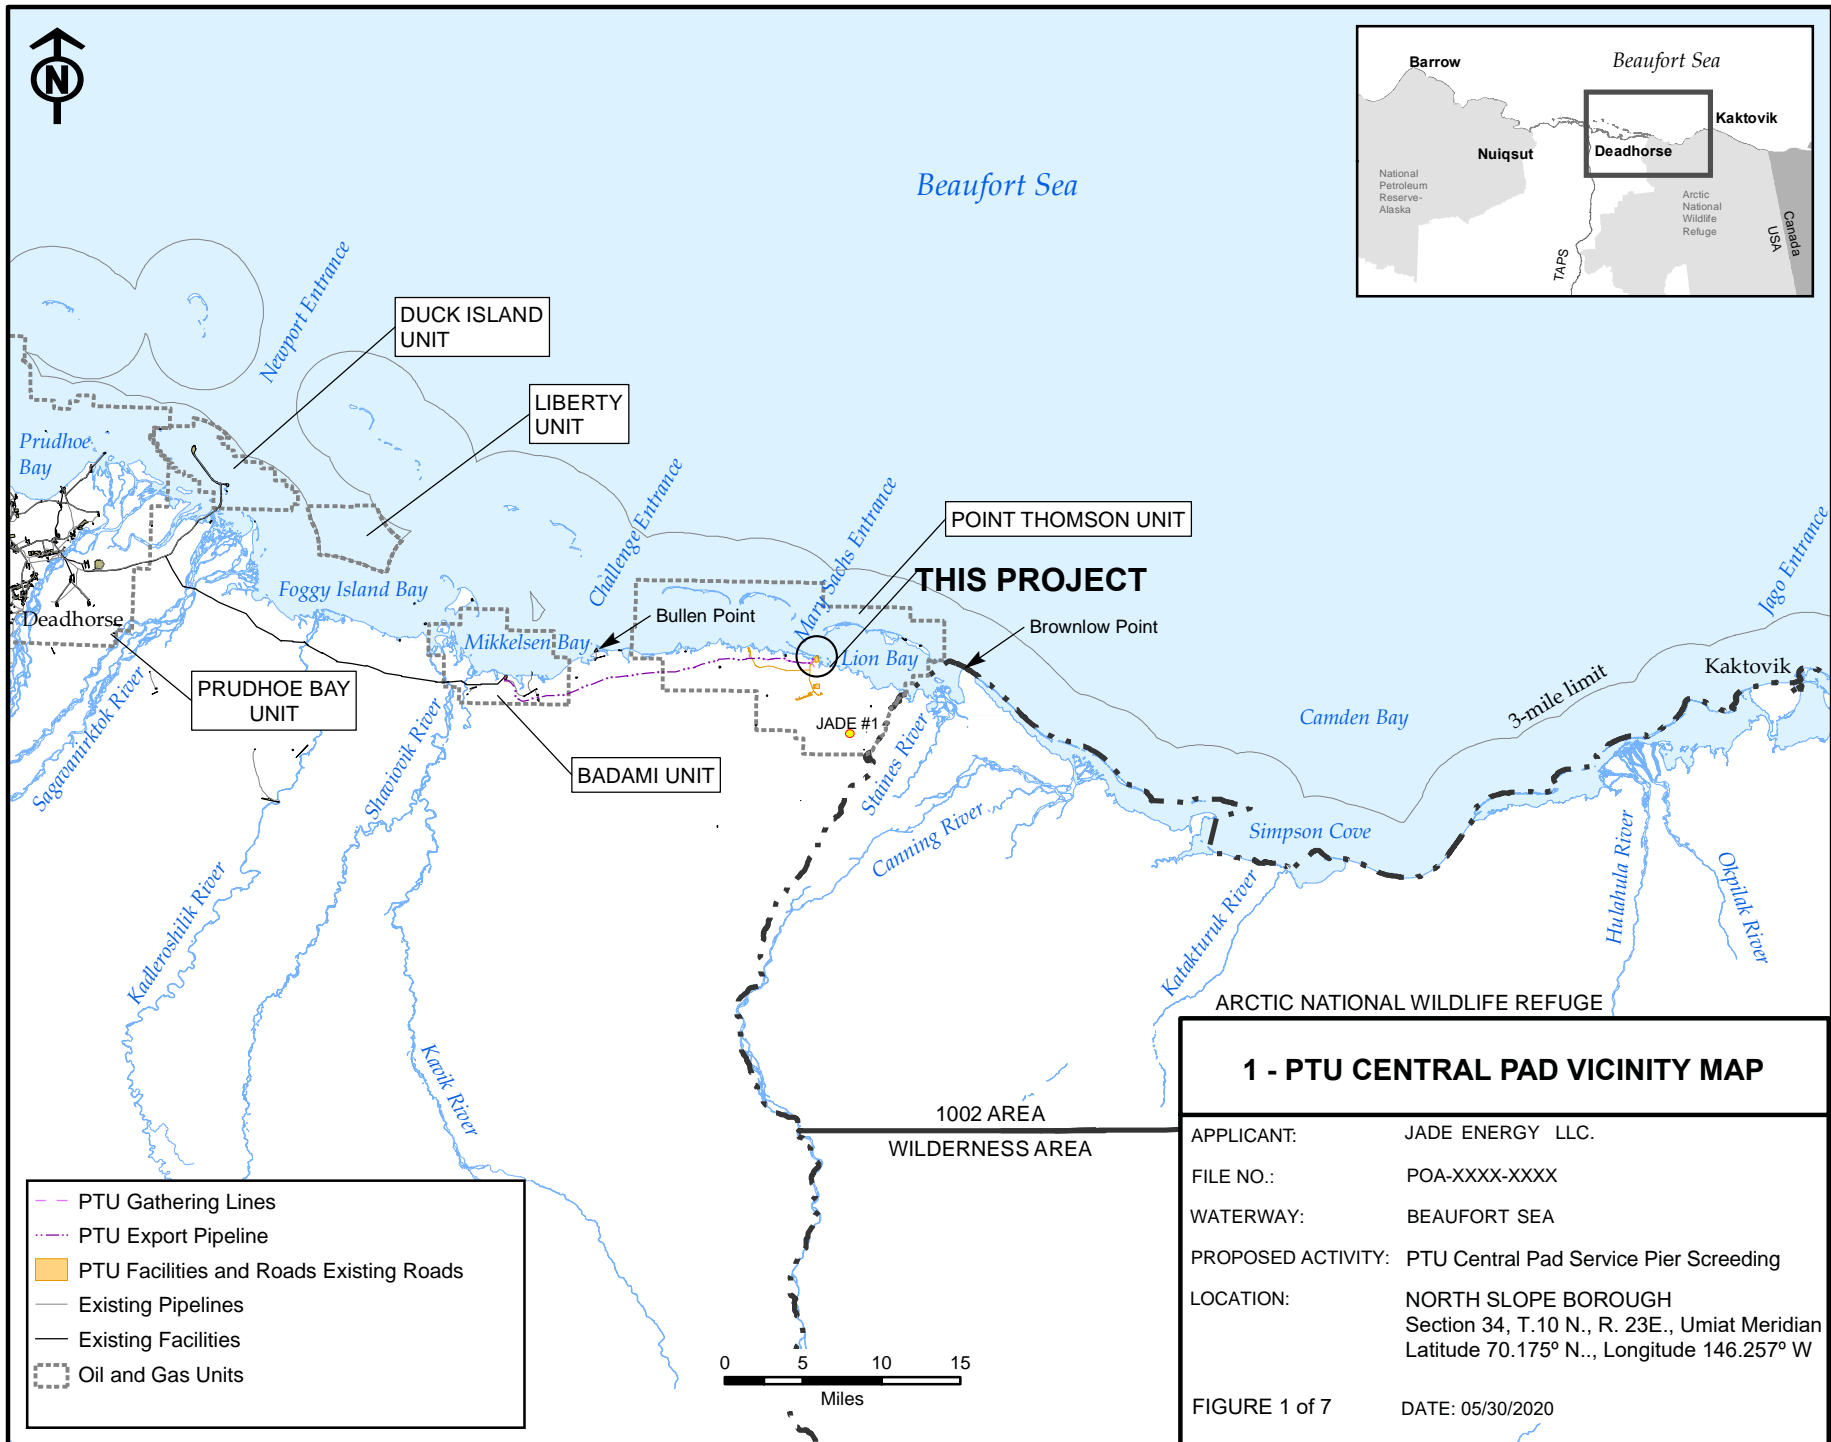 N
Barrow
Beaufort Sea
Kaktovik
Nuiqsut
Deadhorse
National
Petroleum
Reserve-
Alaska
Arctic
National
Wildlife
Refuge
Canada
USA
TAPS
Beaufort Sea
Newport Entrance
DUCK ISLAND
UNIT
LIBERTY
UNIT
Prudhoe
Bay
Challenge Entrance
Mary Sachs Entrance
POINT THOMSON UNIT
THIS PROJECT
Jago Entrance
Foggy Island Bay
Bullen Point
Brownlow Point
Deadhorse
Mikkelsen Bay
Lion Bay
Kaktovik
PRUDHOE BAY
UNIT
3-mile limit
Camden Bay
JADE #1
BADAMI UNIT
Sagavanirktok River
Shaviovik River
Staines River
Canning River
Simpson Cove
Kadleroshilik River
Katakturuk River
Hulahula River
Okpilak River
Kavik River
ARCTIC NATIONAL WILDLIFE REFUGE
1002 AREA
WILDERNESS AREA
1 - PTU CENTRAL PAD VICINITY MAP
APPLICANT: JADE ENERGY LLC.
FILE NO.: POA-XXXX-XXXX
WATERWAY: BEAUFORT SEA
PROPOSED ACTIVITY: PTU Central Pad Service Pier Screeding
LOCATION: NORTH SLOPE BOROUGH
Section 34, T.10 N., R. 23E., Umiat Meridian
Latitude 70.175º N.., Longitude 146.257º W
FIGURE 1 of 7 DATE: 05/30/2020
PTU Gathering Lines
PTU Export Pipeline
PTU Facilities and Roads Existing Roads
Existing Pipelines
Existing Facilities
Oil and Gas Units
0 5 10 15
Miles